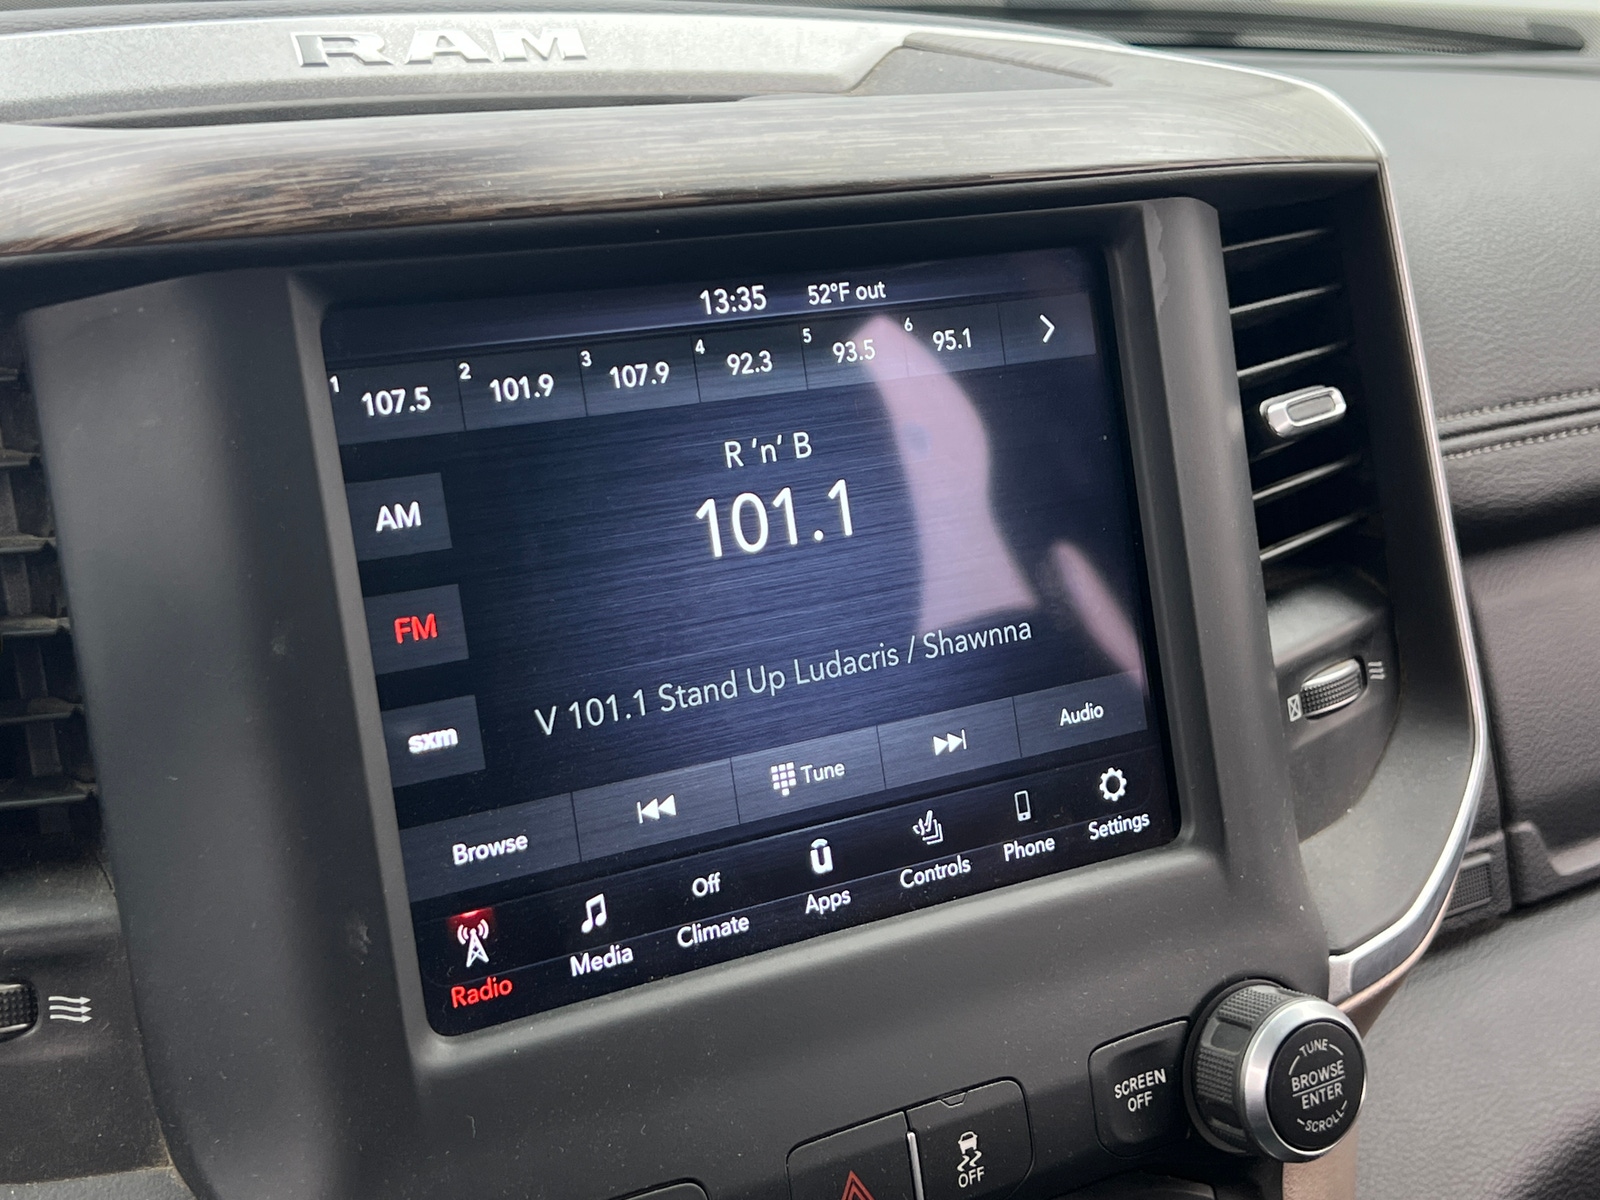 RAM
13:35 52°F out
1 107.5 2 101.9 3 107.9 4 92.3 5 93.5 6 95.1
R 'n' B
AM
101.1
FM
V 101.1 Stand Up Ludacris / Shawnna
sxm
Browse Tune Audio
Radio Media Off Climate Apps Controls Phone Settings
SCREEN
OFF
TUNE
BROWSE
ENTER
SCROLL
OFF